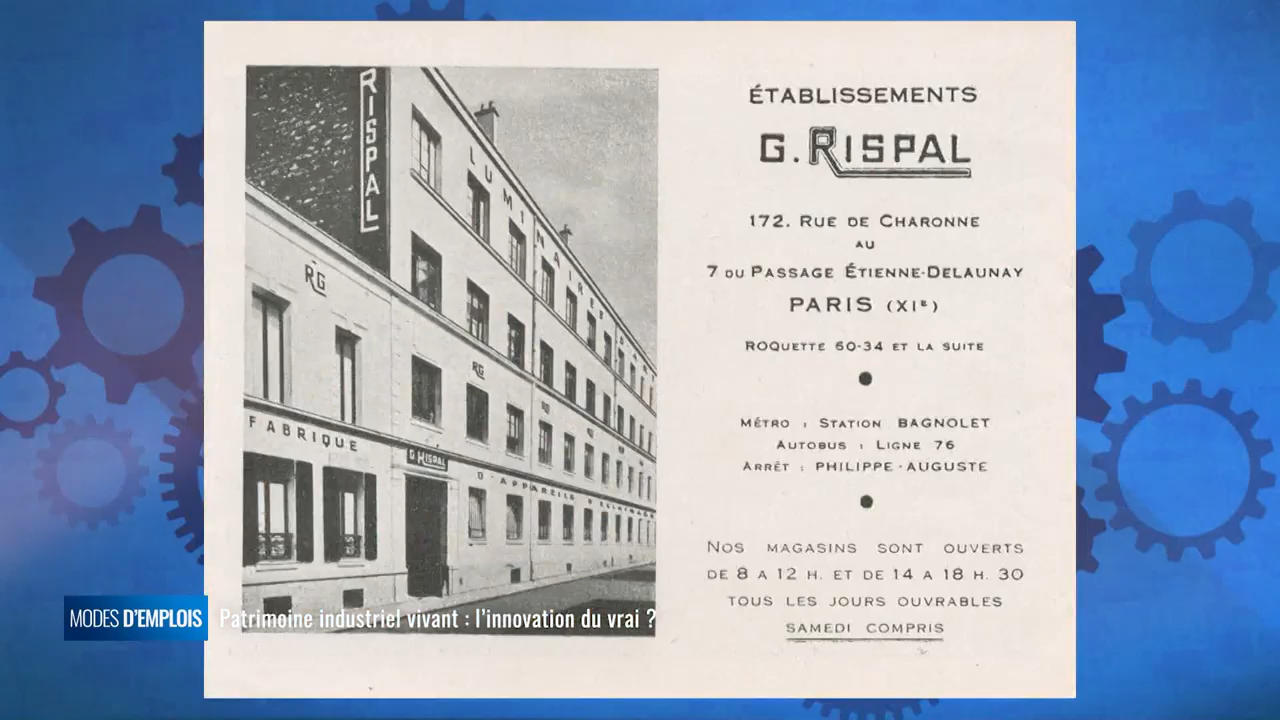 RISPAL
LUMINAIRES
RG
RG
FABRIQUE
G. RISPAL
D'APPAREILS D'ECLAIRAGE
ÉTABLISSEMENTS
G. RISPAL
172. RUE DE CHARONNE
AU
7 DU PASSAGE ÉTIENNE-DELAUNAY
PARIS (XIE)
ROQUETTE 60-34 ET LA SUITE
MÉTRO : STATION BAGNOLET
AUTOBUS : LIGNE 76
ARRÊT : PHILIPPE-AUGUSTE
NOS MAGASINS SONT OUVERTS
DE 8 A 12 H. ET DE 14 A 18 H. 30
TOUS LES JOURS OUVRABLES
SAMEDI COMPRIS
MODES D'EMPLOIS Patrimoine industriel vivant : l'innovation du vrai ?